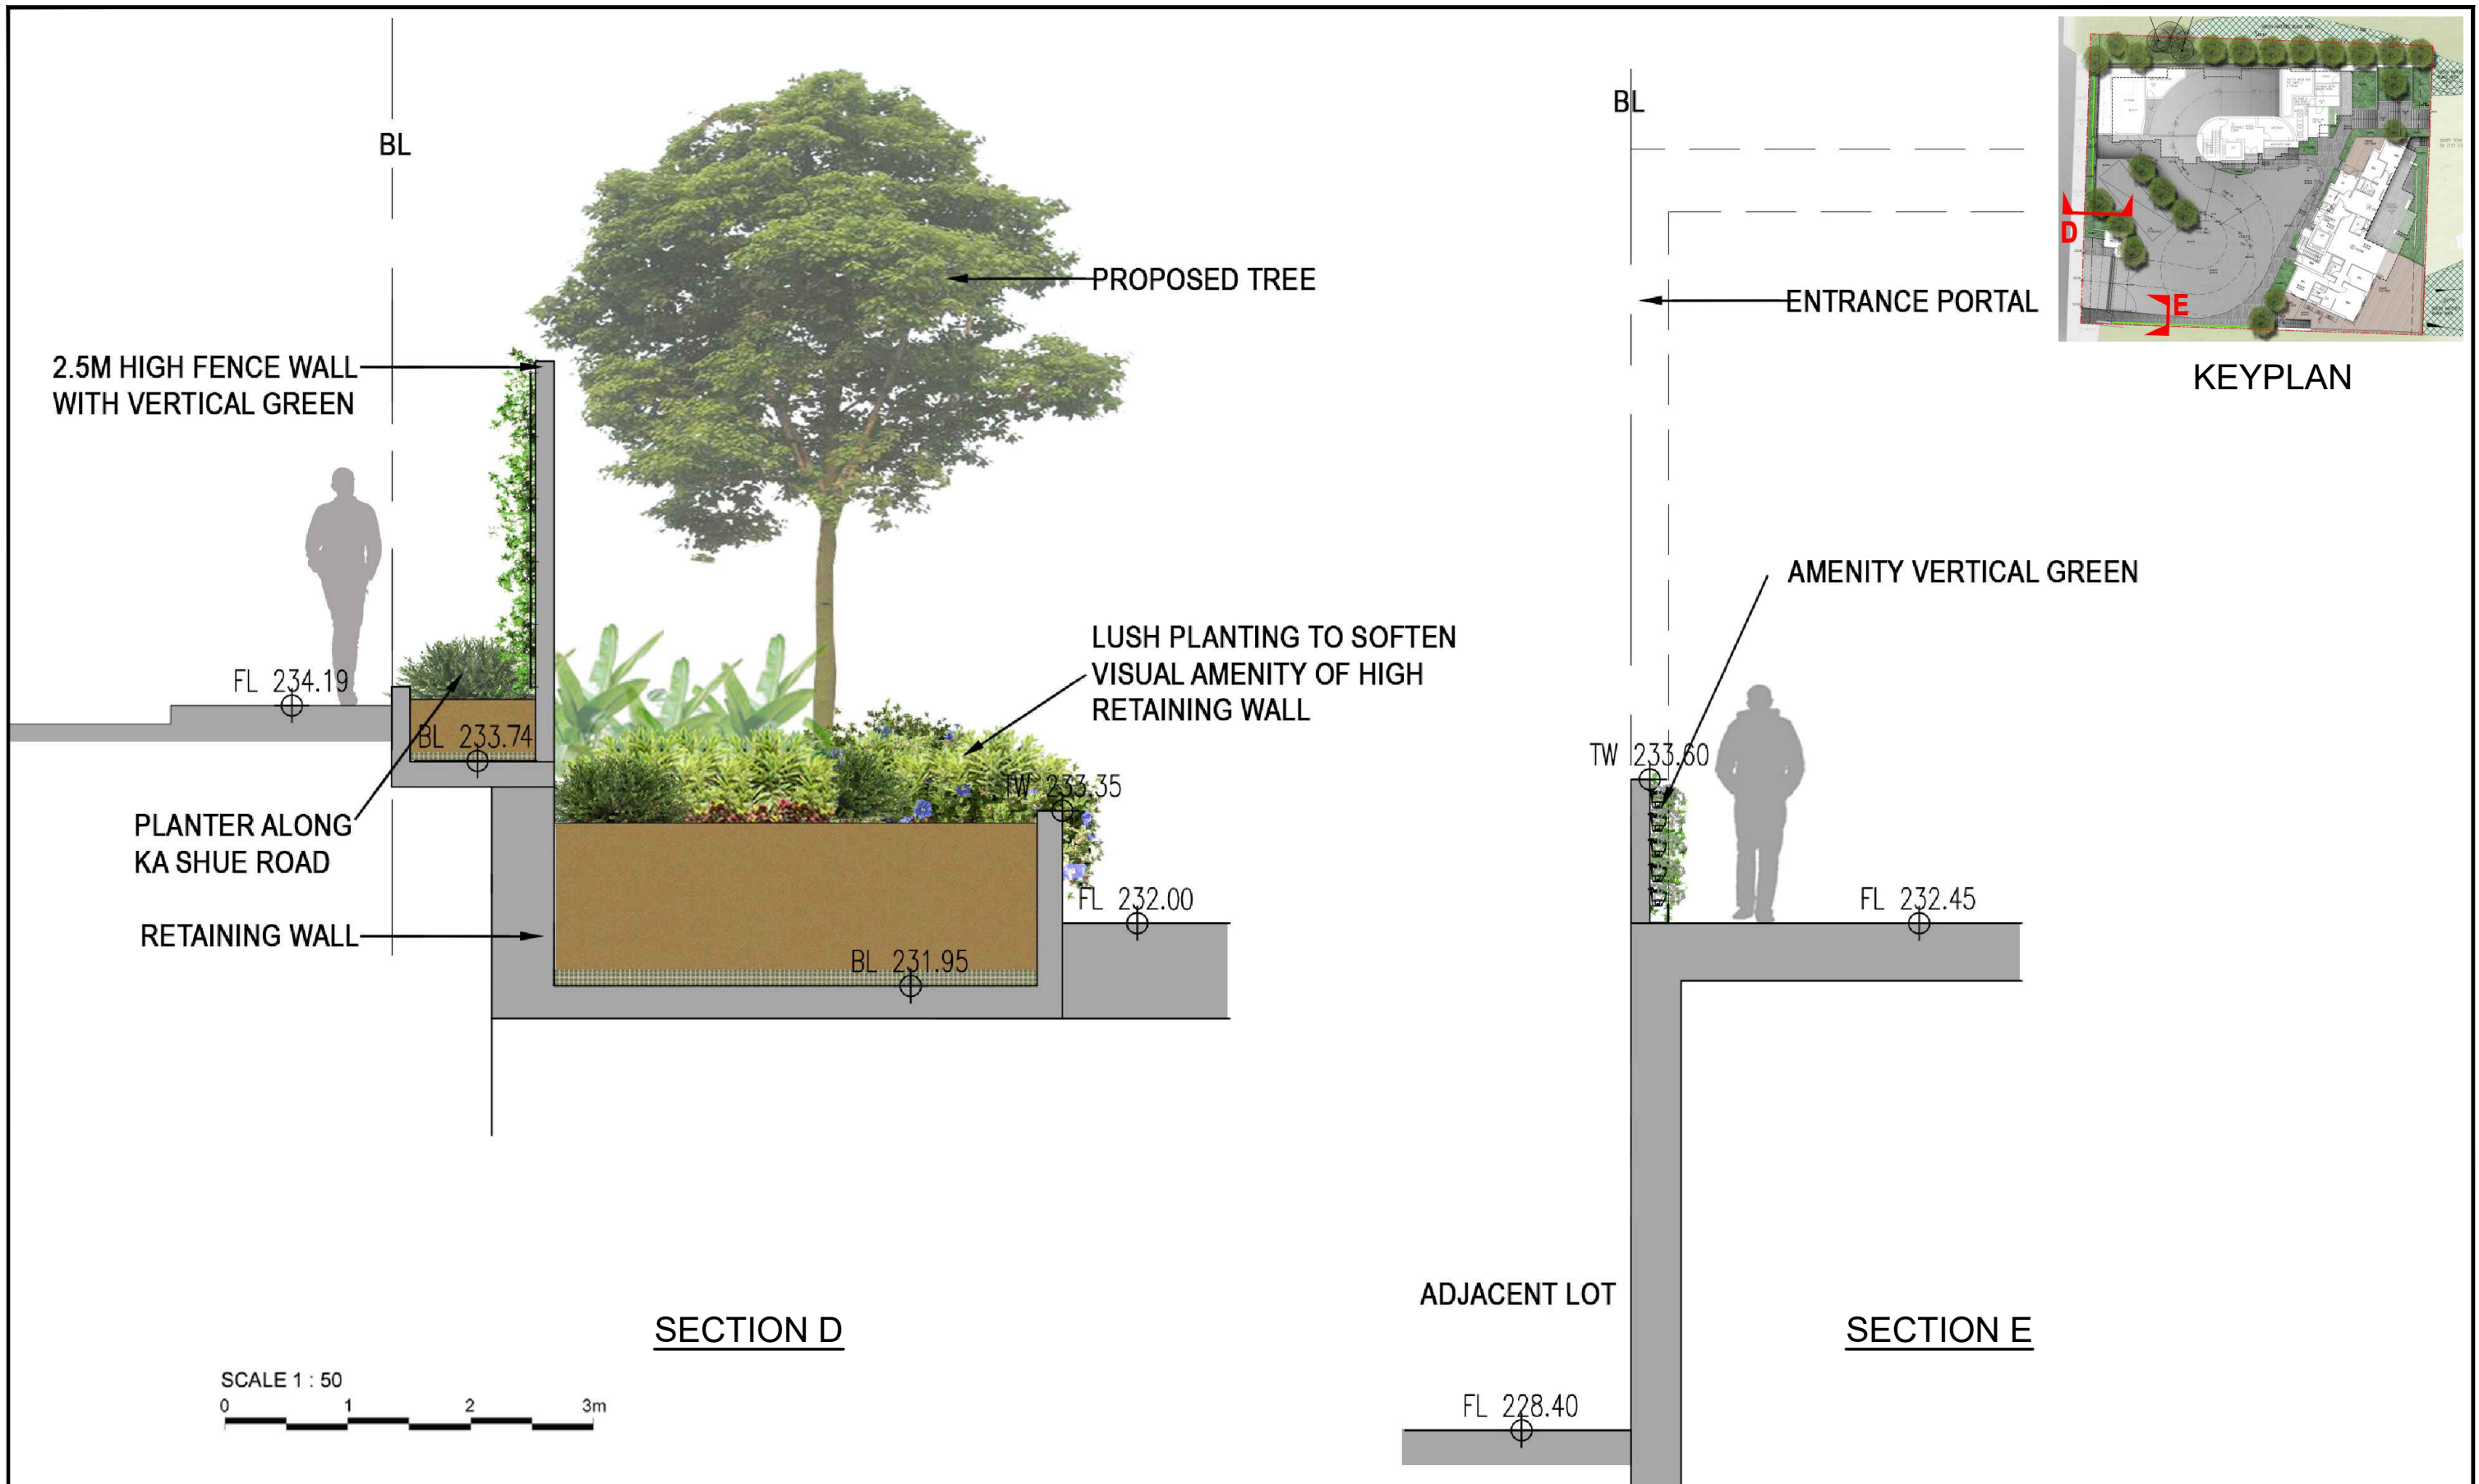 BL
PROPOSED TREE
2.5M HIGH FENCE WALL
WITH VERTICAL GREEN
FL 234.19
BL 233.74
LUSH PLANTING TO SOFTEN
VISUAL AMENITY OF HIGH
RETAINING WALL
TW 233.35
PLANTER ALONG
KA SHUE ROAD
RETAINING WALL
FL 232.00
BL 231.95
SECTION D
SCALE 1 : 50
0 1 2 3m
BL
ENTRANCE PORTAL
AMENITY VERTICAL GREEN
TW 233.60
FL 232.45
ADJACENT LOT
FL 228.40
SECTION E
D
E
KEYPLAN